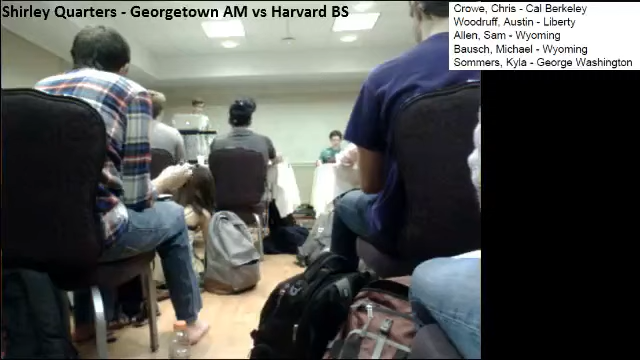 Shirley Quarters - Georgetown AM vs Harvard BS
Crowe, Chris - Cal Berkeley
Woodruff, Austin - Liberty
Allen, Sam - Wyoming
Bausch, Michael - Wyoming
Sommers, Kyla - George Washington